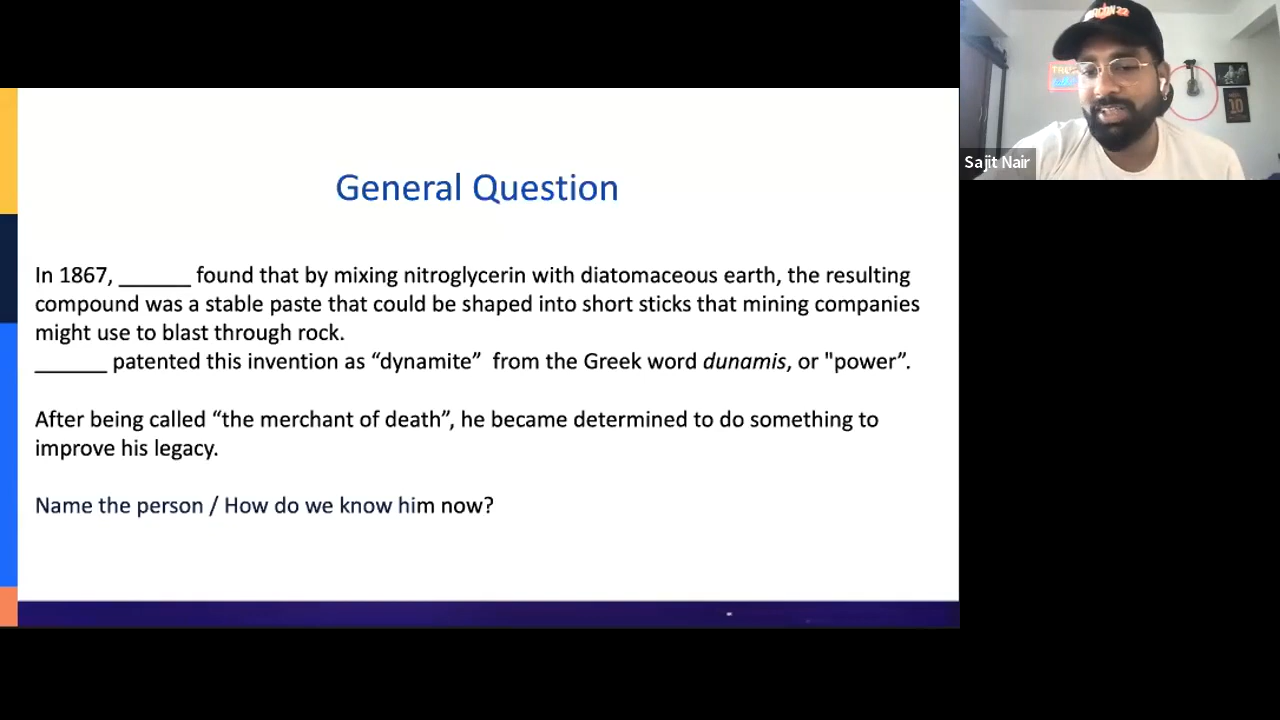 General Question
In 1867, ______ found that by mixing nitroglycerin with diatomaceous earth, the resulting
compound was a stable paste that could be shaped into short sticks that mining companies
might use to blast through rock.
______ patented this invention as “dynamite”  from the Greek word dunamis, or "power”.
After being called “the merchant of death”, he became determined to do something to
improve his legacy.
Name the person / How do we know him now?
Sajit Nair
10